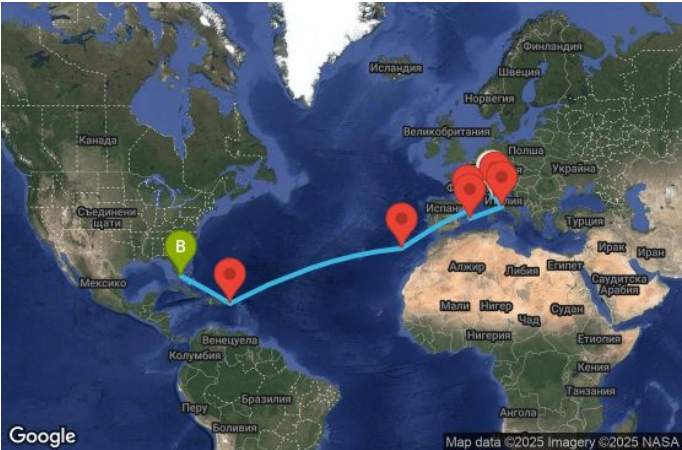 Финландия
Исландия
Швеция
Норвегия
Великобритания
Полша
Канада
Украйна
Испан
Италия
Съединени
щати
Турция
Ирак
Иран
Мексико
Алжир
Либия
Египет
Саудитска
Арабия
Мали
Нигер
Чад
Судан
Венецуела
Нигерия
Етиопия
Колумбия
Кения
Бразилия
Танзания
Перу
Ангола
Боливия
B
Google
Map data ©2025 Imagery ©2025 NASA